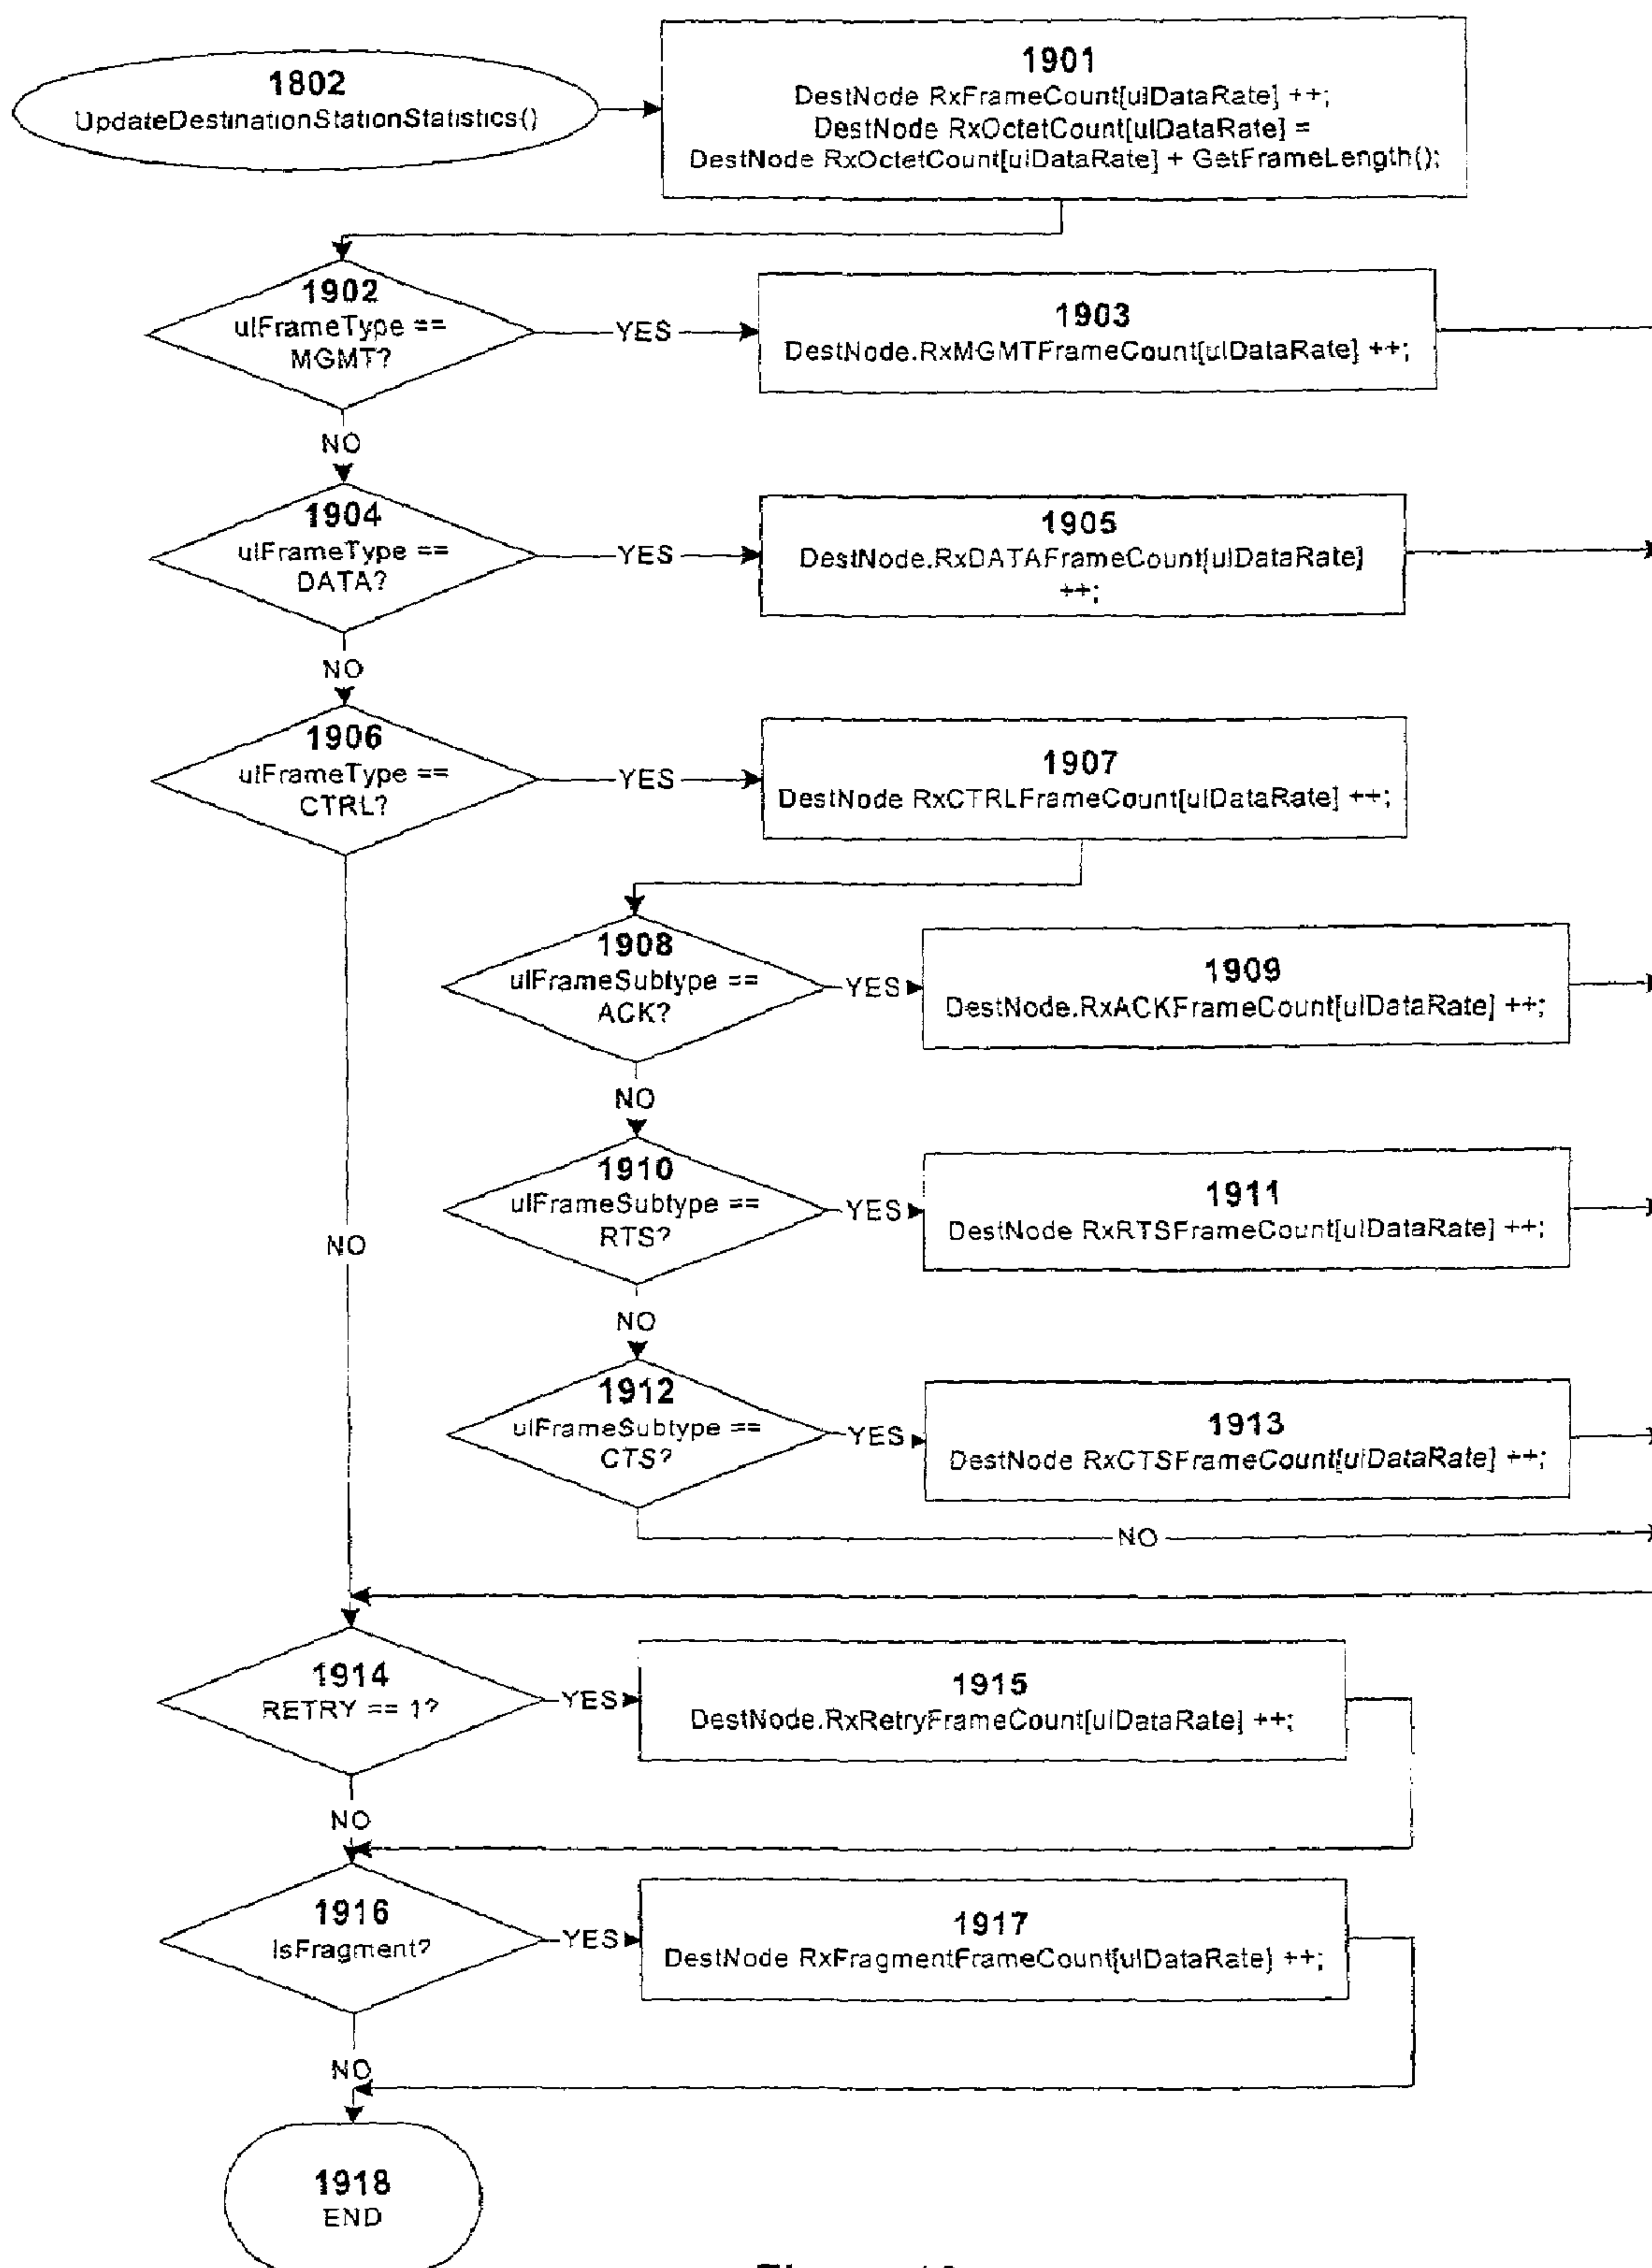 1802
UpdateDestinationStationStatistics()
1901
DestNode RxFrameCount[ulDataRate] ++;
DestNode RxOctetCount[ulDataRate] =
DestNode RxOctetCount[ulDataRate] + GetFrameLength();
1902
ulFrameType ==
MGMT?
YES
1903
DestNode.RxMGMTFrameCount[ulDataRate] ++;
NO
1904
ulFrameType ==
DATA?
YES
1905
DestNode.RxDATAFrameCount[ulDataRate]
++;
NO
1906
ulFrameType ==
CTRL?
YES
1907
DestNode RxCTRLFrameCount[ulDataRate] ++;
1908
ulFrameSubtype ==
ACK?
YES
1909
DestNode.RxACKFrameCount[ulDataRate] ++;
NO
1910
ulFrameSubtype ==
RTS?
YES
1911
DestNode RxRTSFrameCount[ulDataRate] ++;
NO
NO
1912
ulFrameSubtype ==
CTS?
YES
1913
DestNode RxCTSFrameCount[ulDataRate] ++;
NO
1914
RETRY == 1?
YES
1915
DestNode.RxRetryFrameCount[ulDataRate] ++;
NO
1916
IsFragment?
YES
1917
DestNode RxFragmentFrameCount[ulDataRate] ++;
NO
1918
END